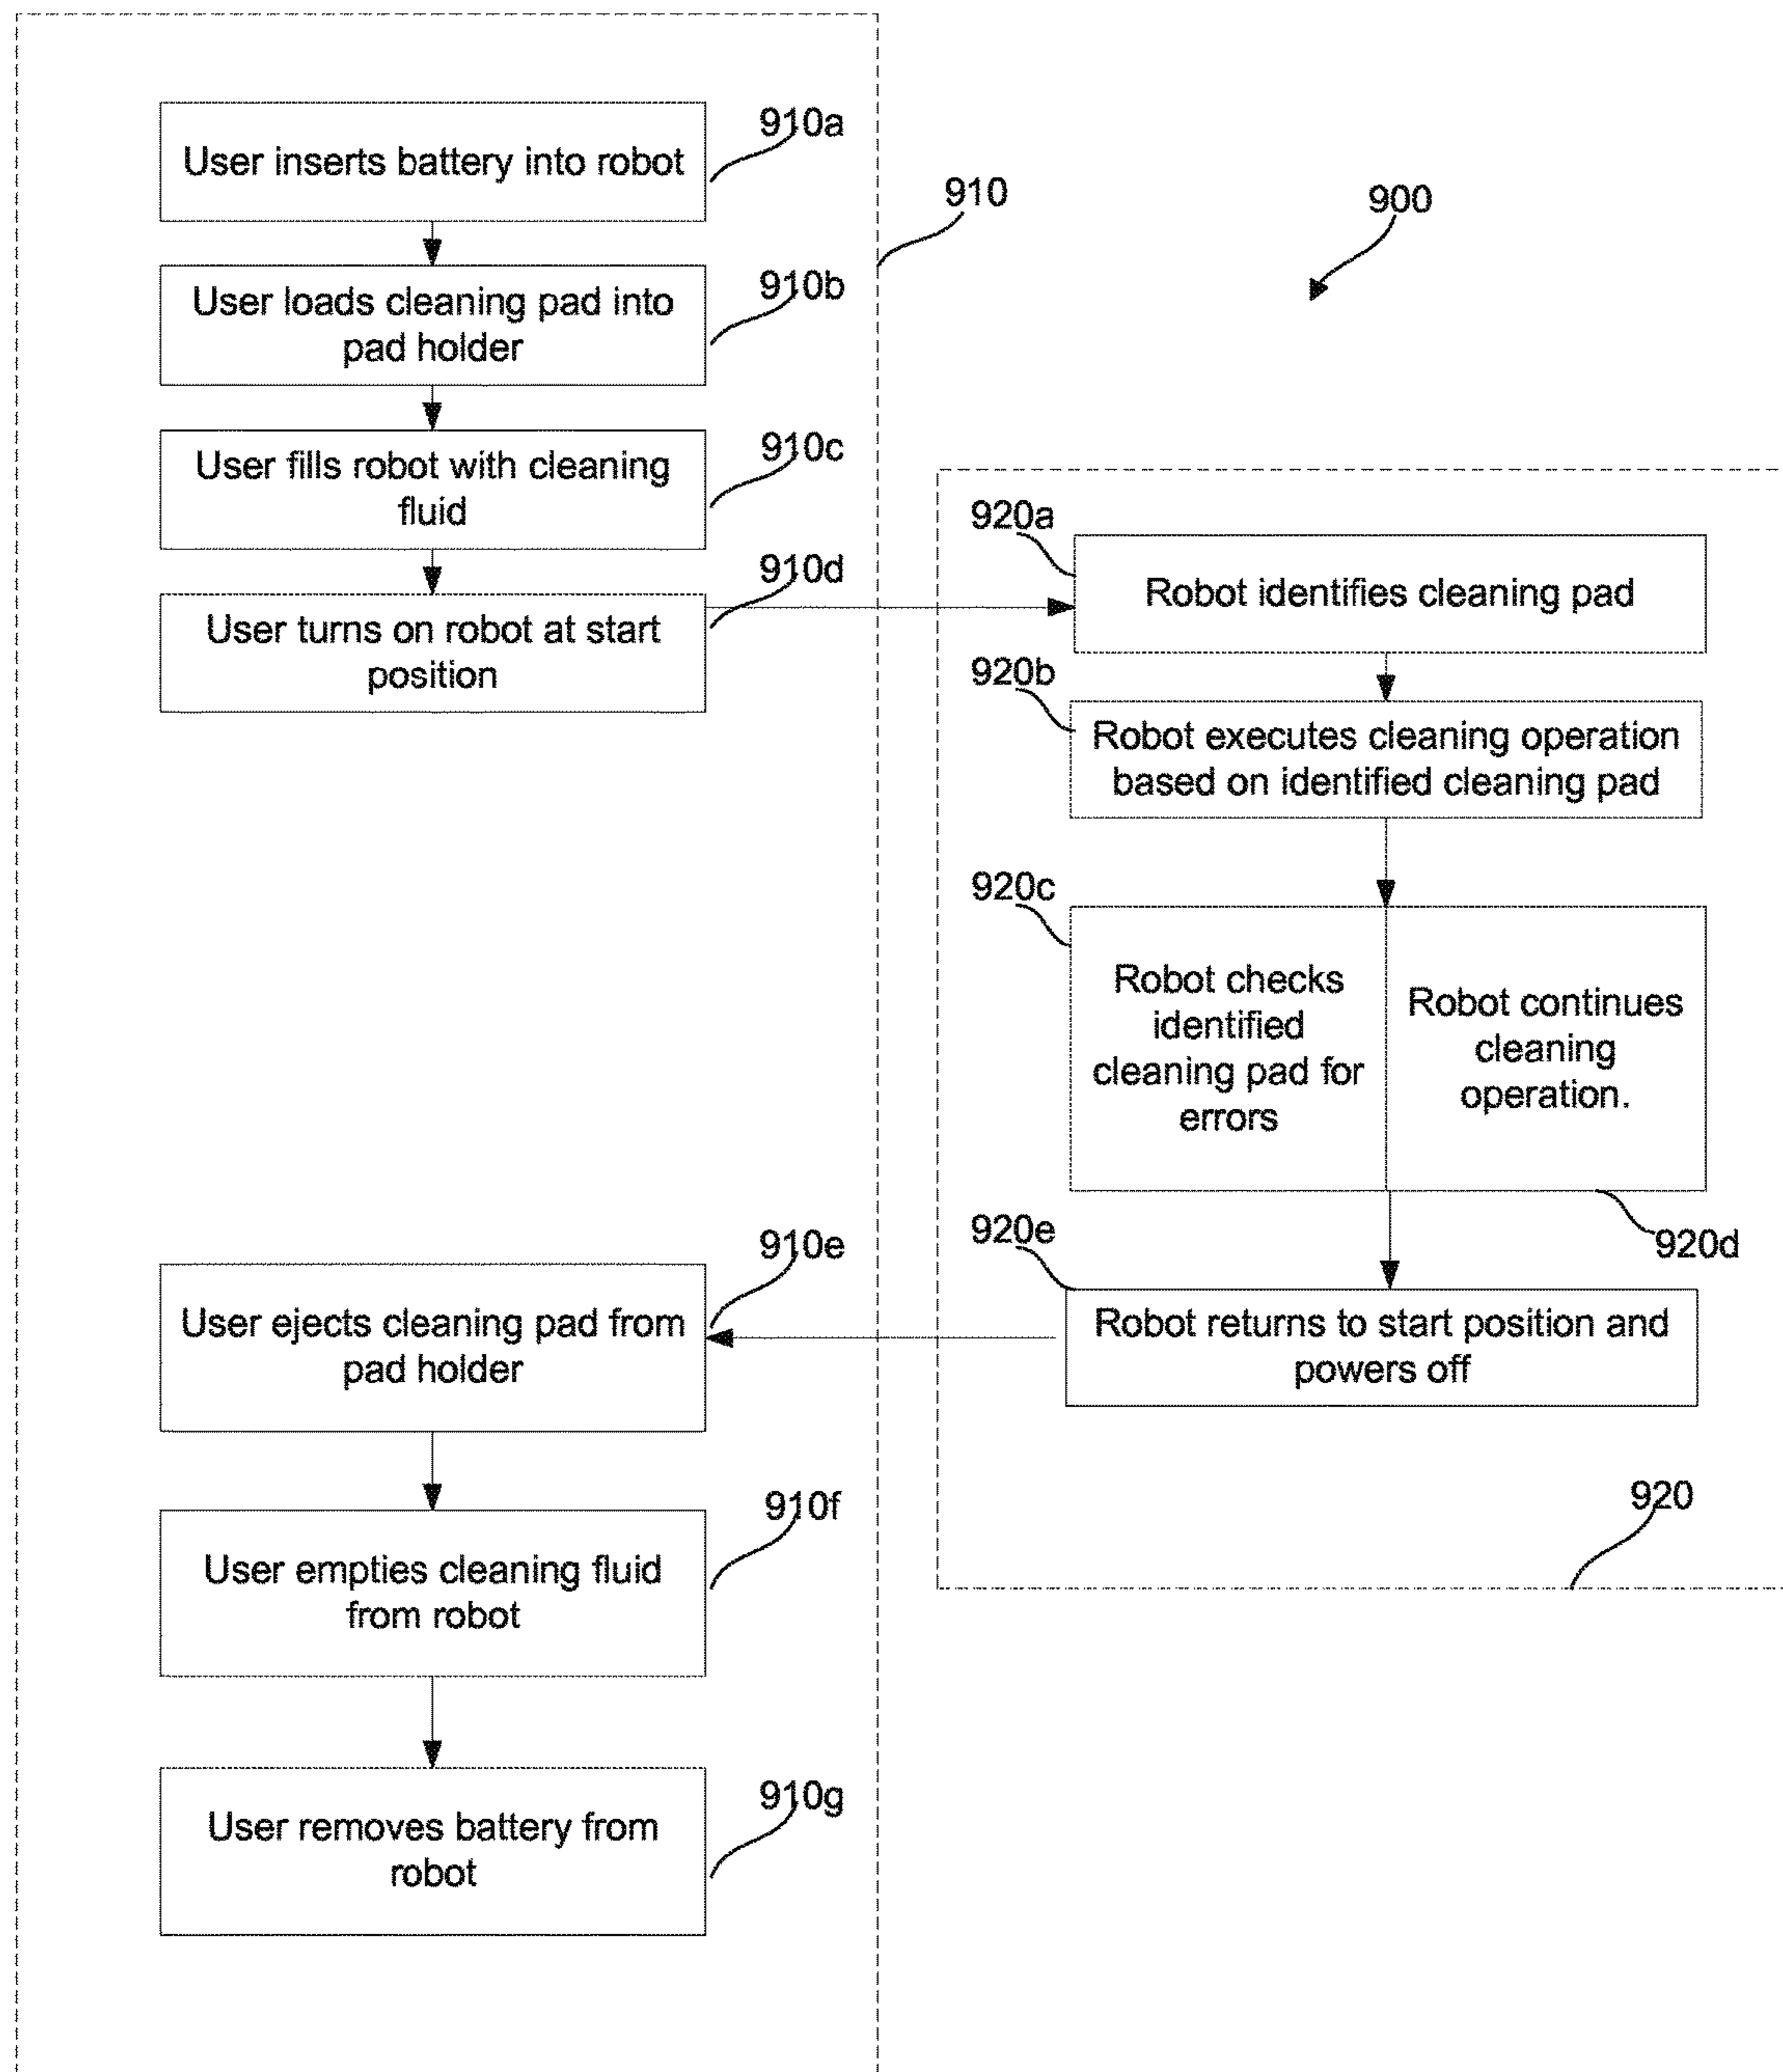 User inserts battery into robot
910a
User loads cleaning pad into
pad holder
910b
User fills robot with cleaning
fluid
910c
User turns on robot at start
position
910d
910
900
920a
Robot identifies cleaning pad
920b
Robot executes cleaning operation
based on identified cleaning pad
920c
Robot checks
identified
cleaning pad for
errors
Robot continues
cleaning
operation.
920d
920e
Robot returns to start position and
powers off
920
User ejects cleaning pad from
pad holder
910e
User empties cleaning fluid
from robot
910f
User removes battery from
robot
910g